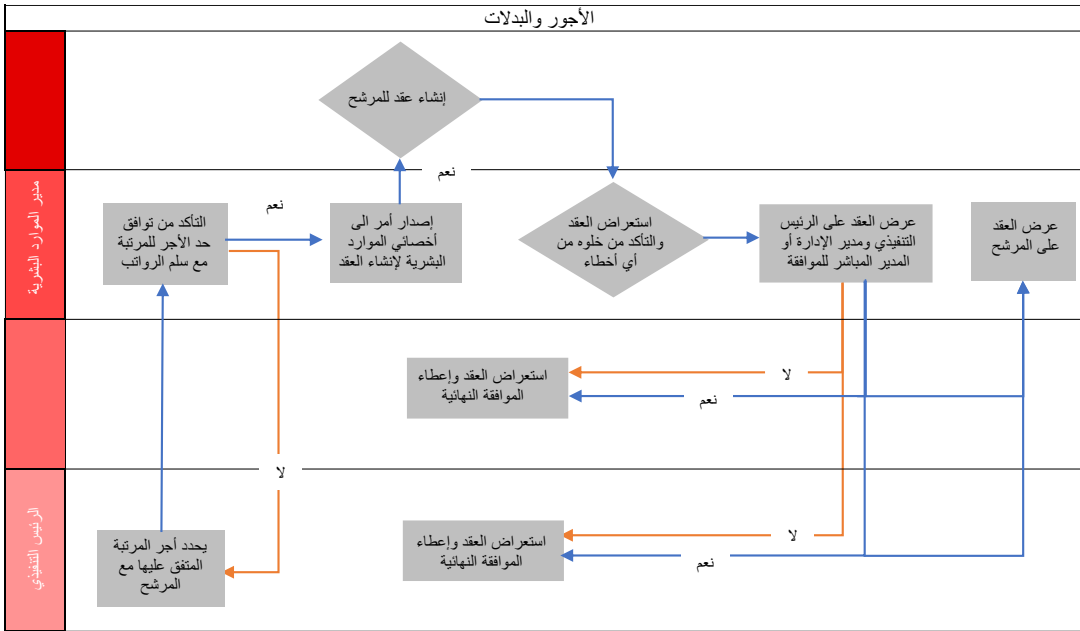 الأجور والبدلات
إنشاء عقد للمرشح
نعم
مدير الموارد البشرية
التأكد من توافق
حد الأجر للمرتبة
مع سلم الرواتب
نعم
إصدار أمر الى
أخصائي الموارد
البشرية لإنشاء العقد
استعراض العقد
والتأكد من خلوه من
أي أخطاء
عرض العقد على الرئيس
التنفيذي ومدير الإدارة أو
المدير المباشر للموافقة
عرض العقد
على المرشح
استعراض العقد وإعطاء
الموافقة النهائية
لا
نعم
لا
الرئيس التنفيذي
يحدد أجر المرتبة
المتفق عليها مع
المرشح
استعراض العقد وإعطاء
الموافقة النهائية
لا
نعم